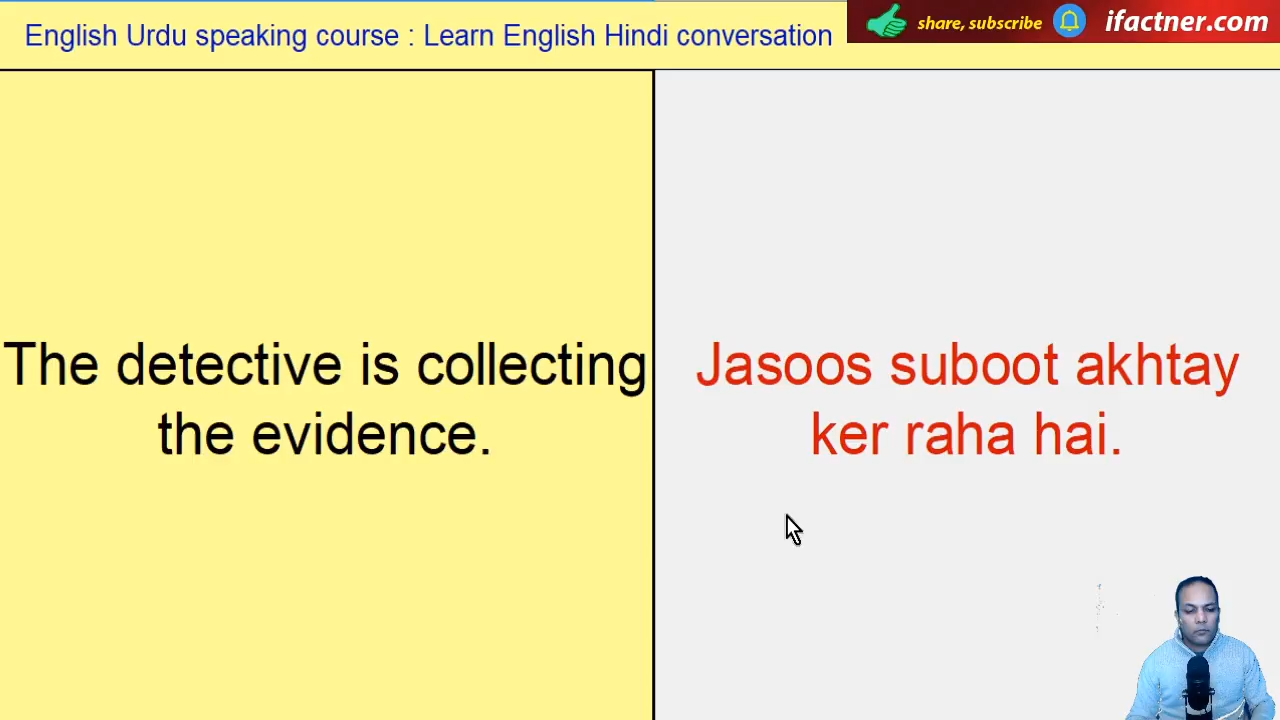 English Urdu speaking course : Learn English Hindi conversation
share, subscribe
ifactner.com
The detective is collecting
the evidence.
Jasoos suboot akhtay
ker raha hai.